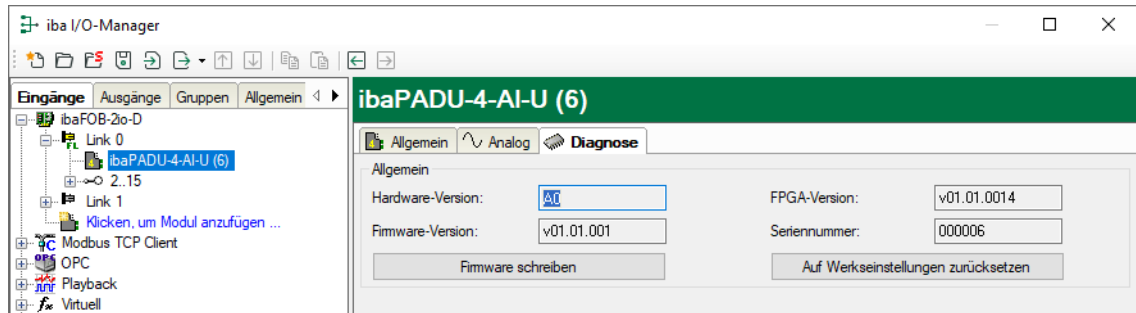 iba I/O-Manager
Eingänge Ausgänge Gruppen Allgemein
ibaFOB-2io-D
Link 0
ibaPADU-4-AI-U (6)
2..15
Link 1
Klicken, um Modul anzufügen ...
Modbus TCP Client
OPC
Playback
Virtuell
ibaPADU-4-AI-U (6)
Allgemein Analog Diagnose
Allgemein
Hardware-Version: A0 FPGA-Version: v01.01.0014
Firmware-Version: v01.01.001 Seriennummer: 000006
Firmware schreiben Auf Werkseinstellungen zurücksetzen